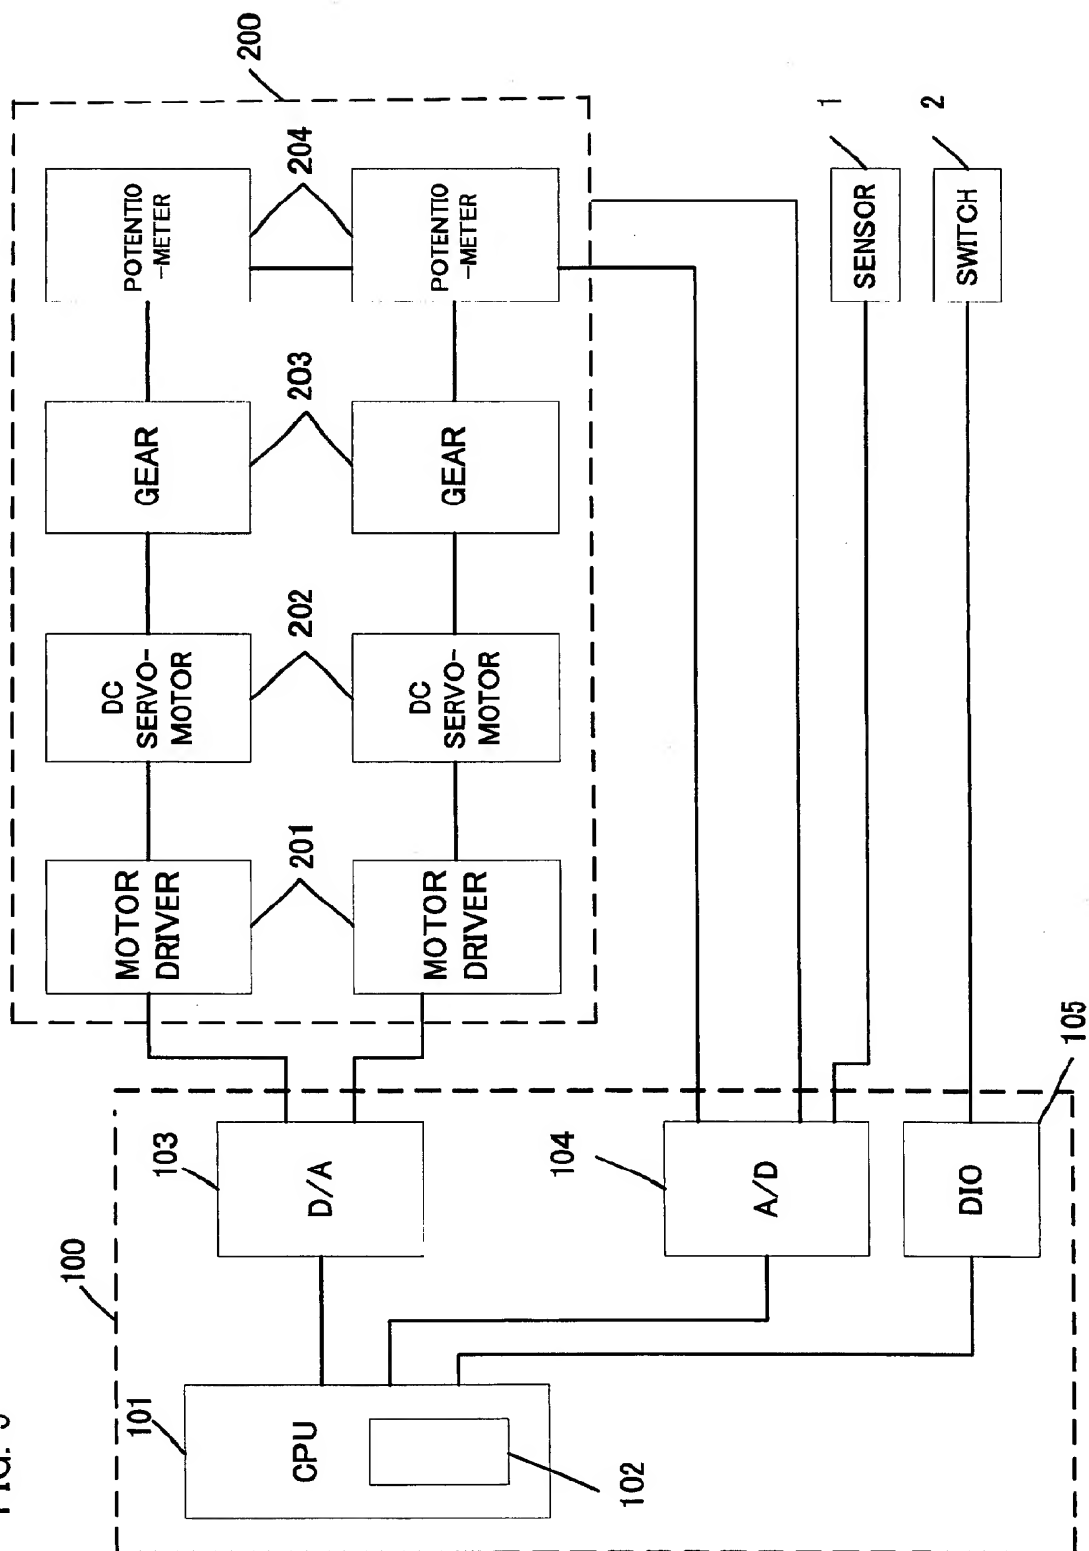 FIG.
100
101
CPU
102
103
D/A
104
A/D
DIO
105
200
MOTOR
DRIVER
DC
SERVO-
MOTOR
GEAR
POTENTIO
-METER
201
202
203
204
MOTOR
DRIVER
DC
SERVO-
MOTOR
GEAR
POTENTIO
-METER
SENSOR
1
SWITCH
2